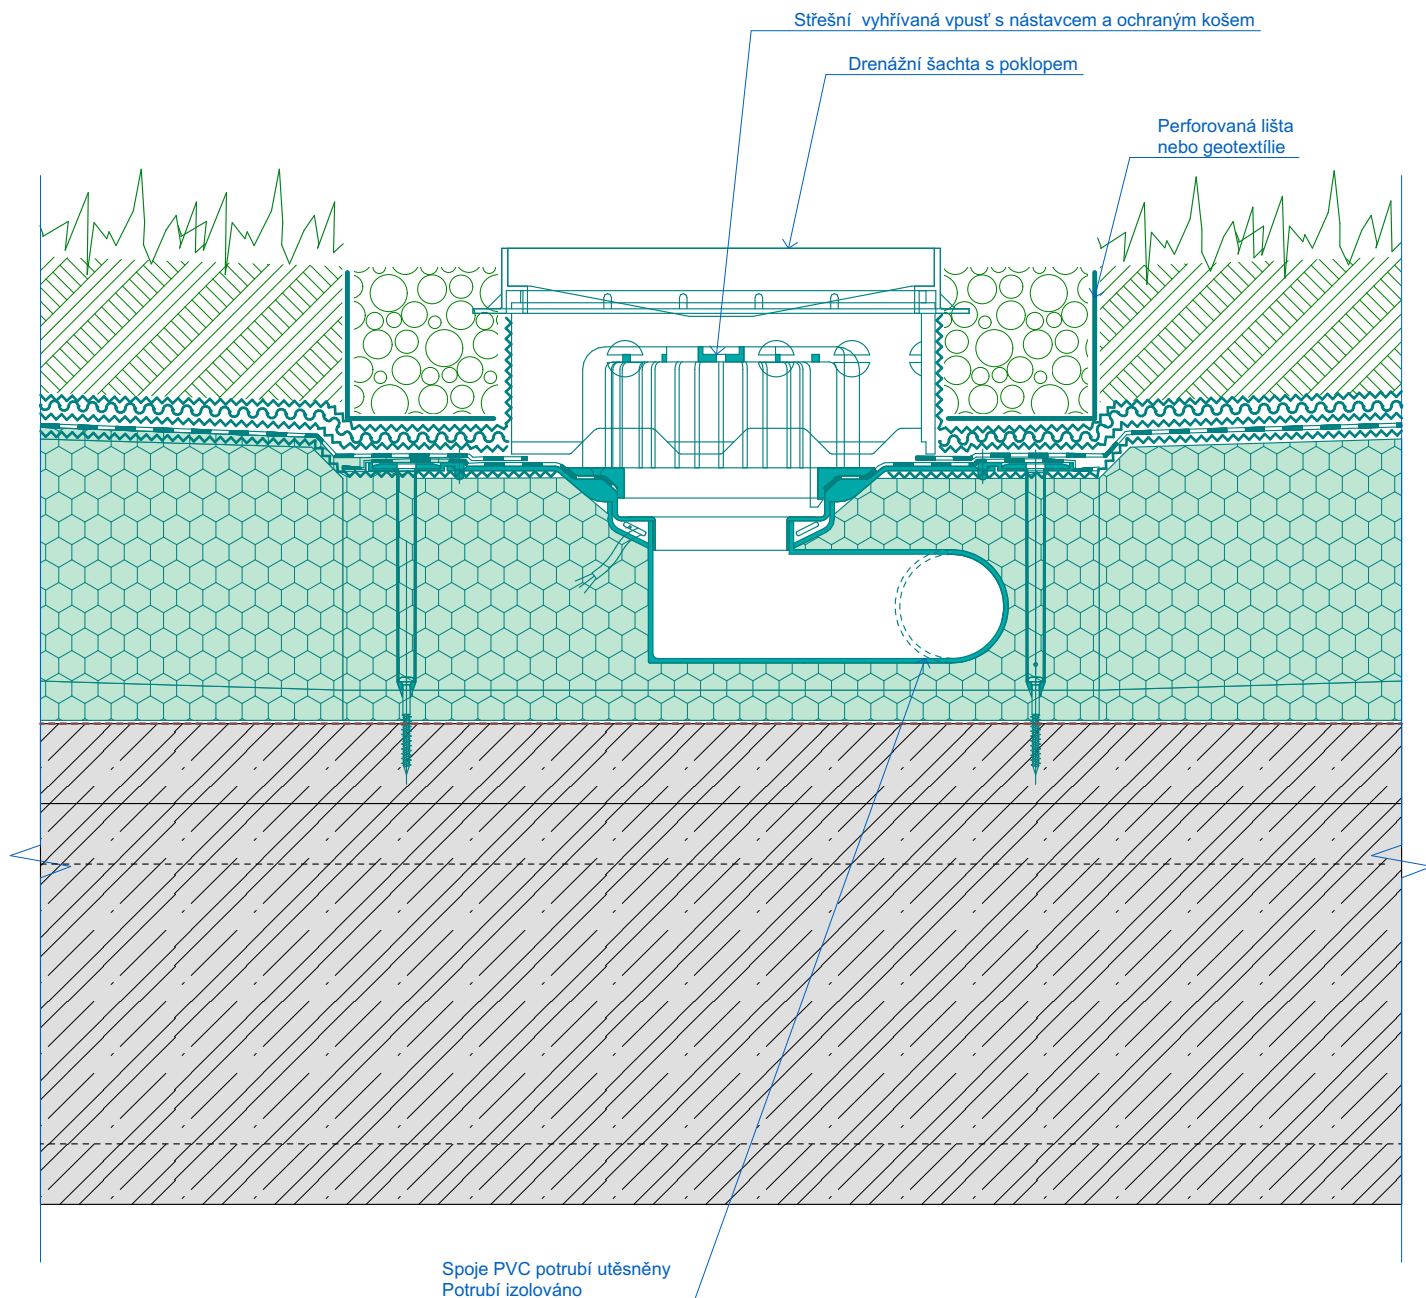 Střešní  vyhřívaná vpusť s nástavcem a ochraným košem
Drenážní šachta s poklopem
Perforovaná lišta
nebo geotextílie
Spoje PVC potrubí utěsněny
Potrubí izolováno